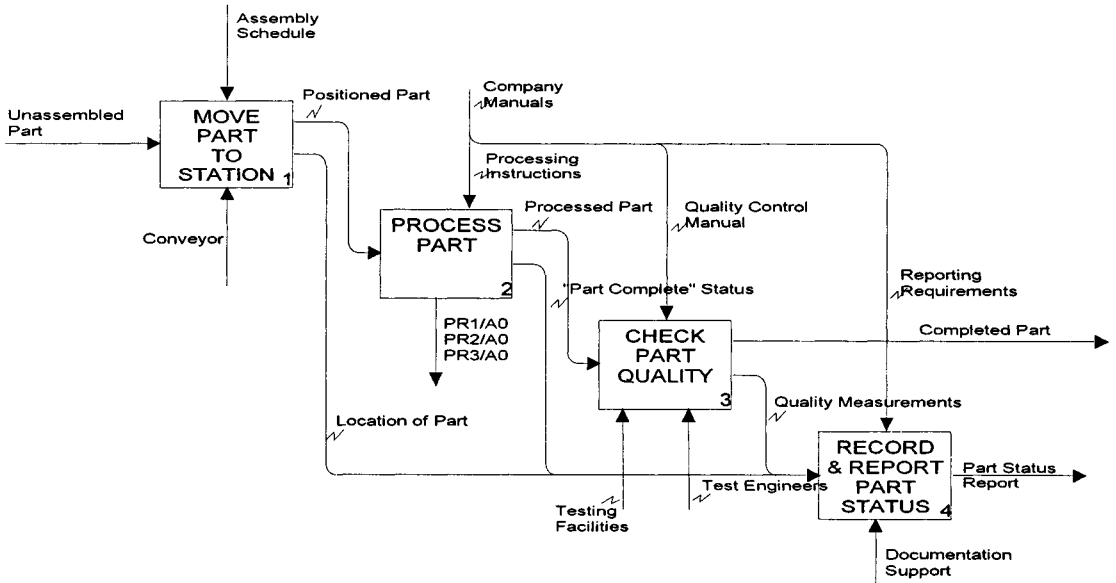 Assembly
Schedule
Unassembled
Part
MOVE
PART
TO
STATION 1
Positioned Part
Conveyor
Company
Manuals
Processing
Instructions
PROCESS
PART
2
Processed Part
Quality Control
Manual
"Part Complete" Status
PR1/A0
PR2/A0
PR3/A0
Reporting
Requirements
CHECK
PART
QUALITY
3
Completed Part
Location of Part
Quality Measurements
Testing
Facilities
Test Engineers
RECORD
& REPORT
PART
STATUS 4
Part Status
Report
Documentation
Support